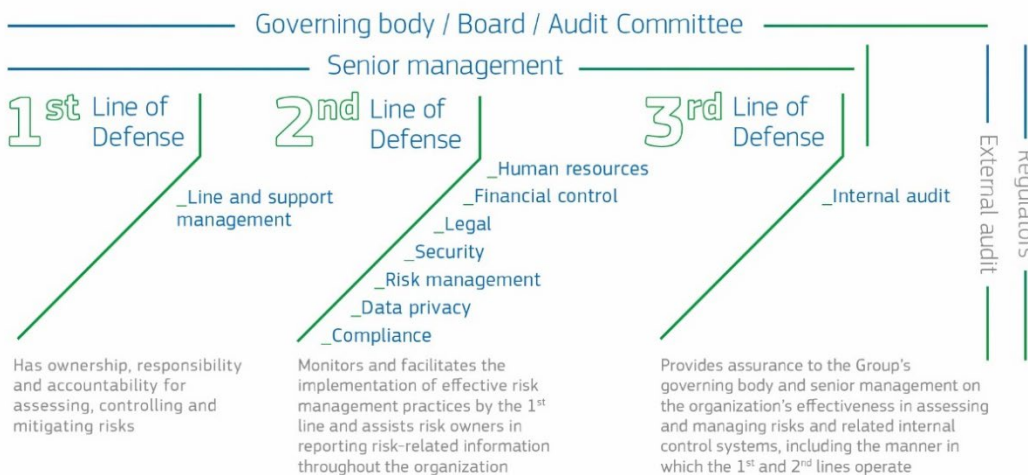 Governing body / Board / Audit Committee
Senior management
1st Line of
Defense
_Line and support
management
Has ownership, responsibility
and accountability for
assessing, controlling and
mitigating risks
2nd Line of
Defense
_Human resources
_Financial control
_Legal
_Security
_Risk management
_Data privacy
_Compliance
Monitors and facilitates the
implementation of effective risk
management practices by the 1st
line and assists risk owners in
reporting risk-related information
throughout the organization
3rd Line of
Defense
_Internal audit
Provides assurance to the Group's
governing body and senior management on
the organization's effectiveness in assessing
and managing risks and related internal
control systems, including the manner in
which the 1st and 2nd lines operate
External audit
Regulators